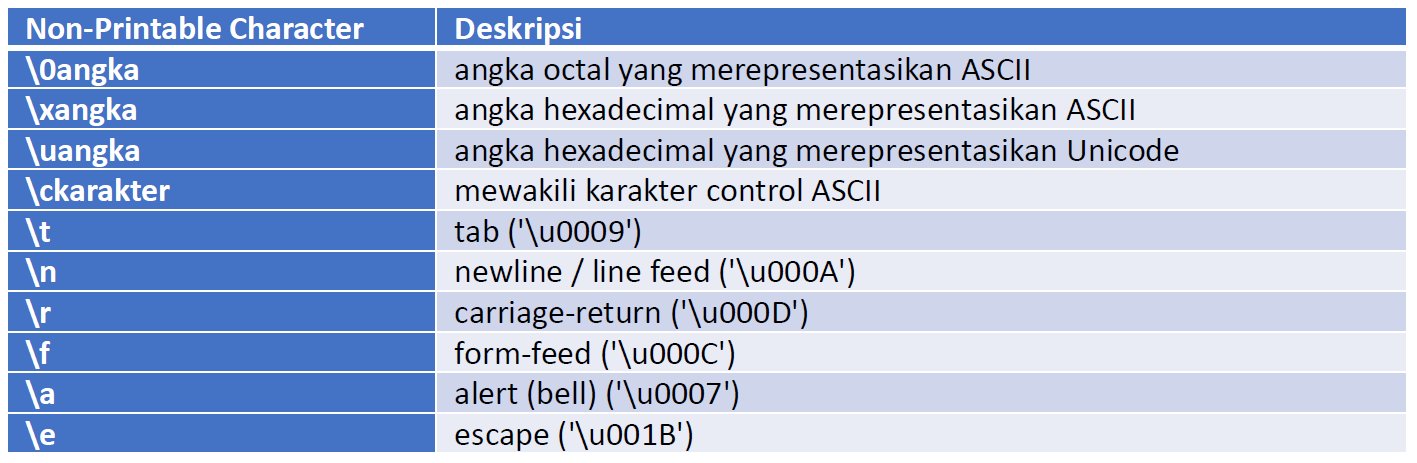 Non-Printable Character Deskripsi
\0angka angka octal yang merepresentasikan ASCII
\xangka angka hexadecimal yang merepresentasikan ASCII
\uangka angka hexadecimal yang merepresentasikan Unicode
\ckarakter mewakili karakter control ASCII
\t tab ('\u0009')
\n newline / line feed ('\u000A')
\r carriage-return ('\u000D')
\f form-feed ('\u000C')
\a alert (bell) ('\u0007')
\e escape ('\u001B')